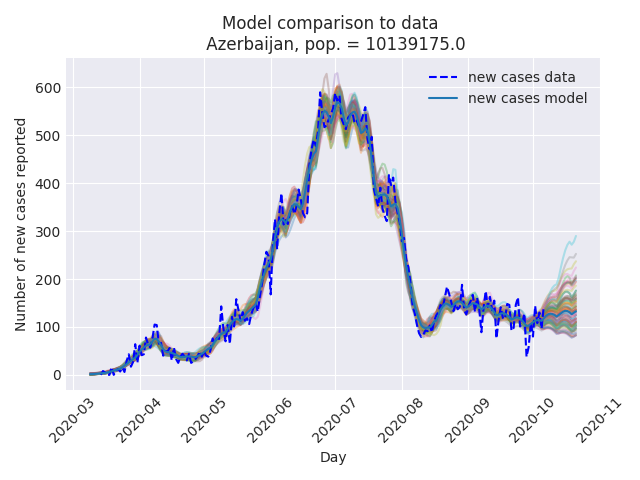 Model comparison to data
Azerbaijan, pop. = 10139175.0
new cases data
new cases model
Number of new cases reported
600
500
400
300
200
100
0
2020-03
2020-04
2020-05
2020-06
2020-07
2020-08
2020-09
2020-10
2020-11
Day